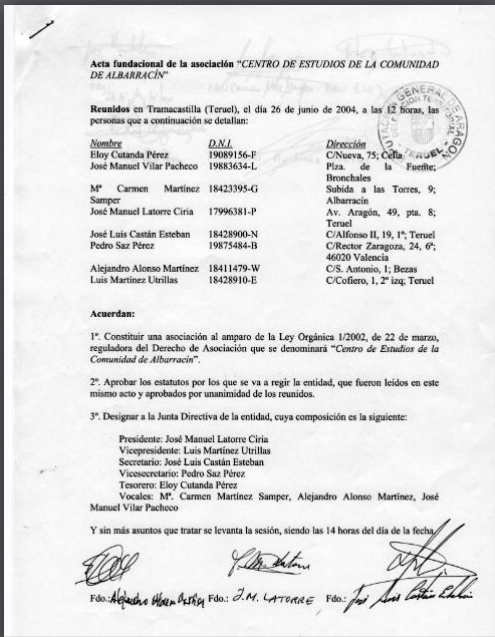 Acta fundacional de la asociación “CENTRO DE ESTUDIOS DE LA COMUNIDAD
DE ALBARRACÍN”
Reunidos en Tramacastilla (Teruel), el día 26 de junio de 2004, a las 12 horas, las
personas que a continuación se detallan:
Nombre D.N.I. Dirección
Eloy Cutanda Pérez 19089156-F C/Nueva, 75; Cella
José Manuel Vilar Pacheco 19883634-L Plza. de la Fuente;
Bronchales
Mª Carmen Martínez 18423395-G Subida a las Torres, 9;
Samper Albarracín
José Manuel Latorre Ciria 17996381-P Av. Aragón, 49, pta. 8;
Teruel
José Luis Castán Esteban 18428900-N C/Alfonso II, 19, 1º; Teruel
Pedro Saz Pérez 19875484-B C/Rector Zaragoza, 24, 6ª;
46020 Valencia
Alejandro Alonso Martínez 18411479-W C/S. Antonio, 1; Bezas
Luis Martínez Utrillas 18428910-E C/Cofiero, 1, 2º izq; Teruel
Acuerdan:
1º. Constituir una asociación al amparo de la Ley Orgánica 1/2002, de 22 de marzo,
reguladora del Derecho de Asociación que se denominará “Centro de Estudios de la
Comunidad de Albarracín”.
2º. Aprobar los estatutos por los que se va a regir la entidad, que fueron leídos en este
mismo acto y aprobados por unanimidad de los reunidos.
3º. Designar a la Junta Directiva de la entidad, cuya composición es la siguiente:
Presidente: José Manuel Latorre Ciria
Vicepresidente: Luis Martínez Utrillas
Secretario: José Luis Castán Esteban
Vicesecretario: Pedro Saz Pérez
Tesorero: Eloy Cutanda Pérez
Vocales: Mª. Carmen Martínez Samper, Alejandro Alonso Martínez, José
Manuel Vilar Pacheco
Y sin más asuntos que tratar se levanta la sesión, siendo las 14 horas del día de la fecha
Fdo.: Alejandro Fdo.: J.M. LATORRE Fdo.: José Luis Castán Esteban
GENERAL DE ARAGÓN
TERUEL